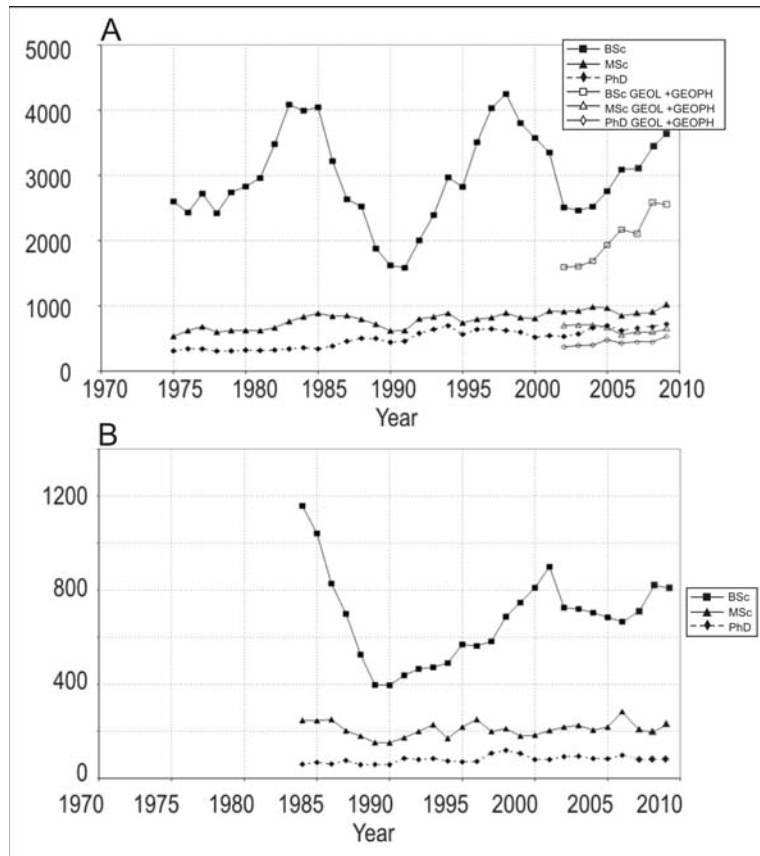 A
5000
4000
3000
2000
1000
0
BSc
MSc
PhD
BSc GEOL +GEOPH
MSc GEOL +GEOPH
PhD GEOL +GEOPH
1970 1975 1980 1985 1990 1995 2000 2005 2010
Year
B
1200
800
400
0
BSc
MSc
PhD
1970 1975 1980 1985 1990 1995 2000 2005 2010
Year